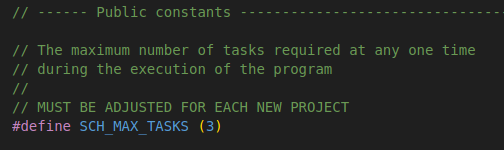 // ------ Public constants ---------------------------------
// The maximum number of tasks required at any one time
// during the execution of the program
//
// MUST BE ADJUSTED FOR EACH NEW PROJECT
#define SCH_MAX_TASKS (3)